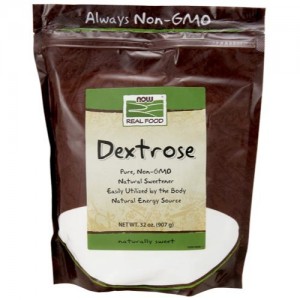 Always Non-GMO
NOW
REAL FOOD
Dextrose
Pure, Non-GMO
Natural Sweetener
Easily Utilized by the Body
Natural Energy Source
NET WT. 32 OZ. (907 g)
naturally sweet